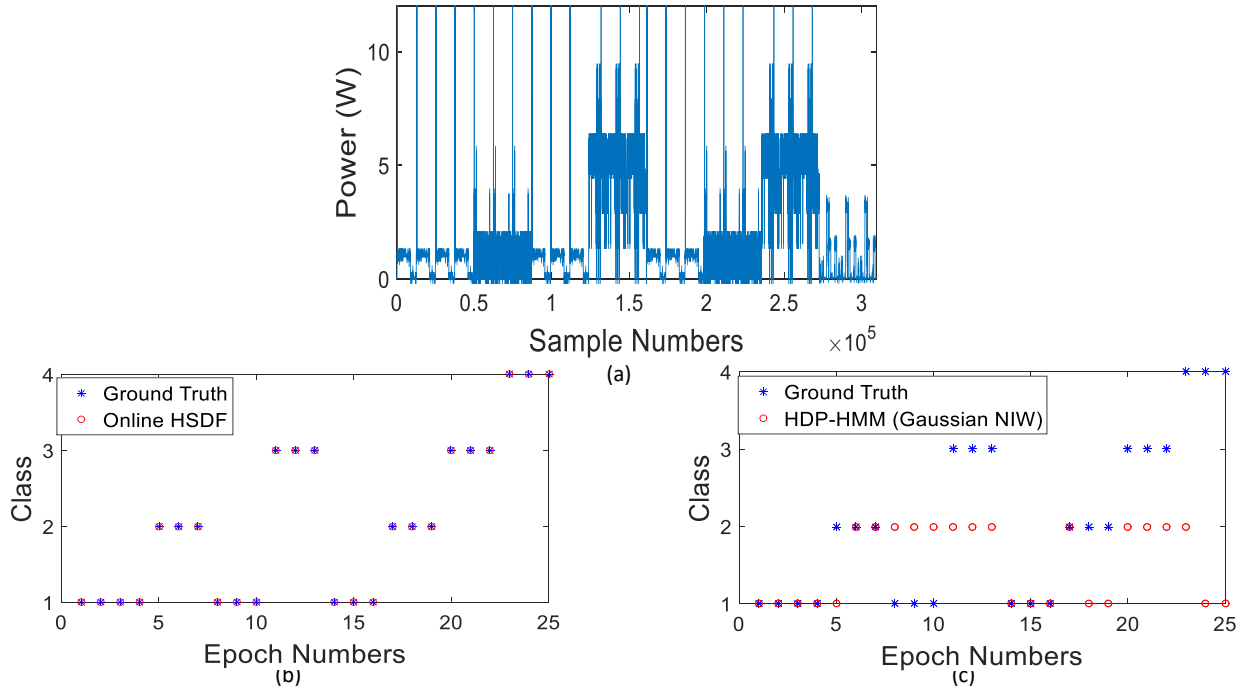 10
5
0
Power (W)
0 0.5 1 1.5 2 2.5 3
Sample Numbers ×10^5
(a)
4
3
2
1
Class
Ground Truth
Online HSDF
0 5 10 15 20 25
Epoch Numbers
(b)
4
3
2
1
Class
Ground Truth
HDP-HMM (Gaussian NIW)
0 5 10 15 20 25
Epoch Numbers
(c)